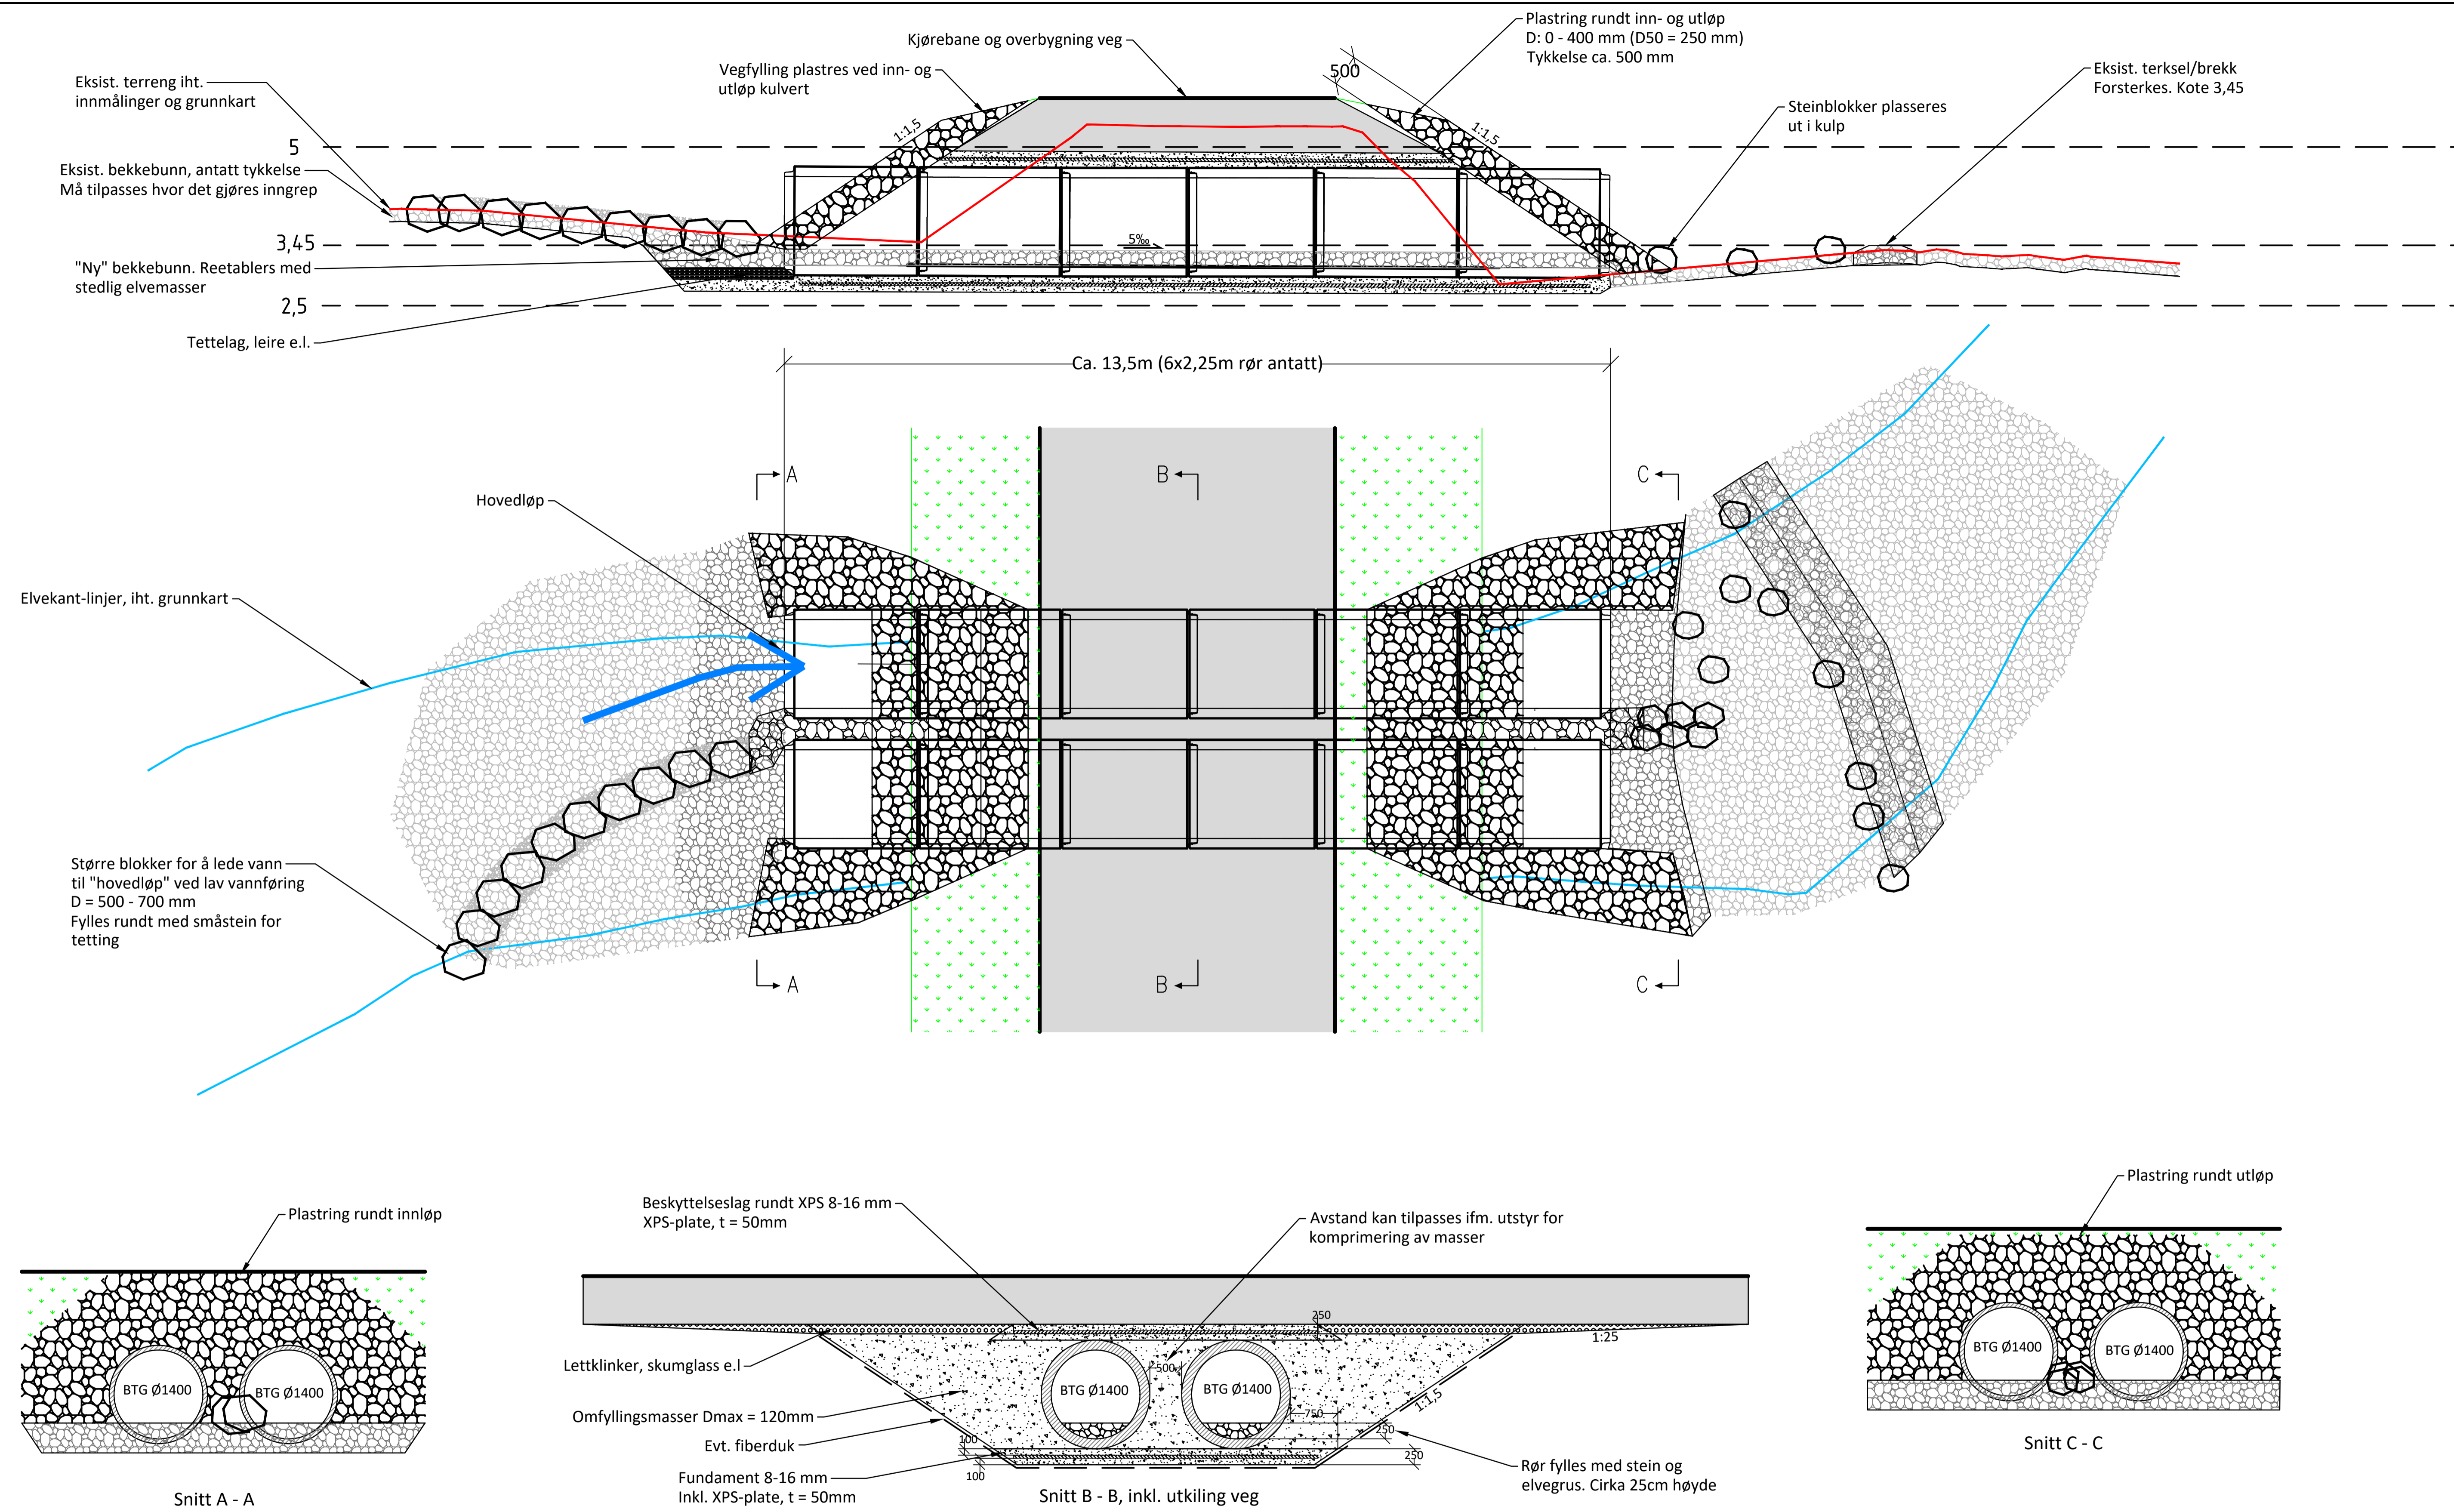 Kjørebane og overbygning veg
Plastring rundt inn- og utløp
D: 0 - 400 mm (D50 = 250 mm)
Tykkelse ca. 500 mm
Vegfylling plastres ved inn- og
utløp kulvert
500
Eksist. terreng iht.
innmålinger og grunnkart
Eksist. terksel/brekk
Forsterkes. Kote 3,45
Steinblokker plasseres
ut i kulp
1:1,5
1:1,5
5
Eksist. bekkebunn, antatt tykkelse
Må tilpasses hvor det gjøres inngrep
3,45
5‰
"Ny" bekkebunn. Reetablers med
stedlig elvemasser
2,5
Tettelag, leire e.l.
Ca. 13,5m (6x2,25m rør antatt)
A
B
C
Hovedløp
Elvekant-linjer, iht. grunnkart
Større blokker for å lede vann
til "hovedløp" ved lav vannføring
D = 500 - 700 mm
Fylles rundt med småstein for
tetting
A
B
C
Plastring rundt innløp
BTG Ø1400
BTG Ø1400
Snitt A - A
Beskyttelseslag rundt XPS 8-16 mm
XPS-plate, t = 50mm
Avstand kan tilpasses ifm. utstyr for
komprimering av masser
250
1:25
Lettklinker, skumglass e.l
500
BTG Ø1400
BTG Ø1400
1:1,5
Omfyllingsmasser Dmax = 120mm
750
250
Evt. fiberduk
100
250
100
Fundament 8-16 mm
Inkl. XPS-plate, t = 50mm
Rør fylles med stein og
elvegrus. Cirka 25cm høyde
Snitt B - B, inkl. utkiling veg
Plastring rundt utløp
BTG Ø1400
BTG Ø1400
Snitt C - C